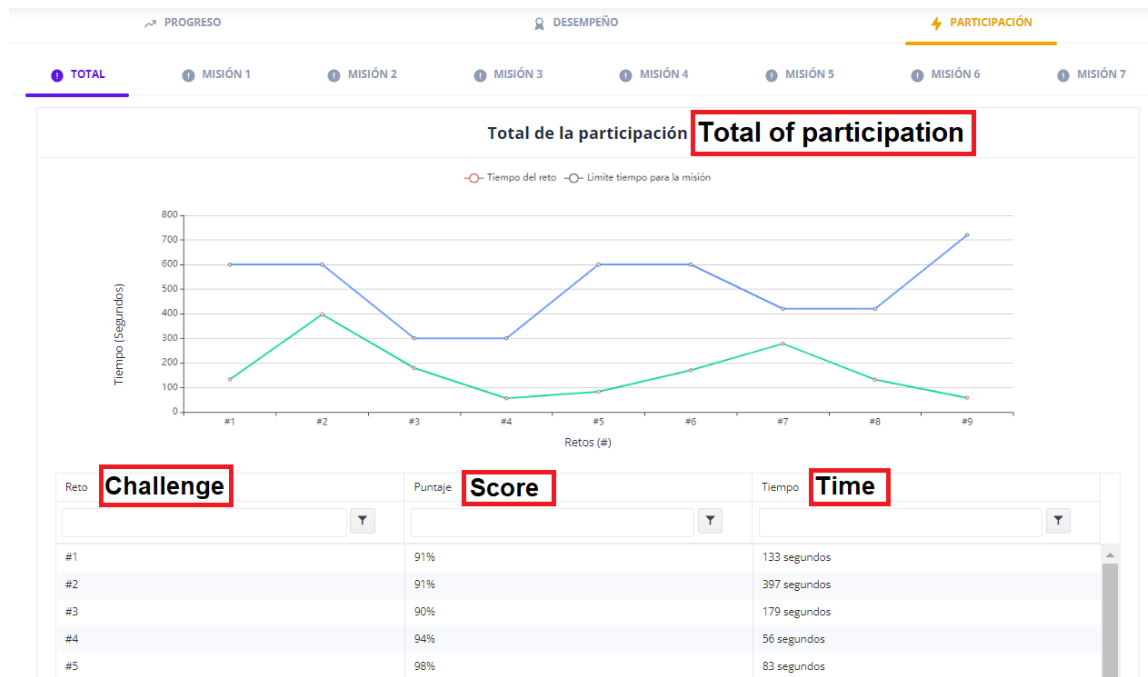 PROGRESO DESEMPEÑO PARTICIPACIÓN
TOTAL MISIÓN 1 MISIÓN 2 MISIÓN 3 MISIÓN 4 MISIÓN 5 MISIÓN 6 MISIÓN 7
Total de la participación Total of participation
Tiempo del reto Limite tiempo para la misión
800
700
600
500
400
300
200
100
0
Tiempo (Segundos)
#1 #2 #3 #4 #5 #6 #7 #8 #9
Retos (#)
Reto Challenge Puntaje Score Tiempo Time
#1 91% 133 segundos
#2 91% 397 segundos
#3 90% 179 segundos
#4 94% 56 segundos
#5 98% 83 segundos